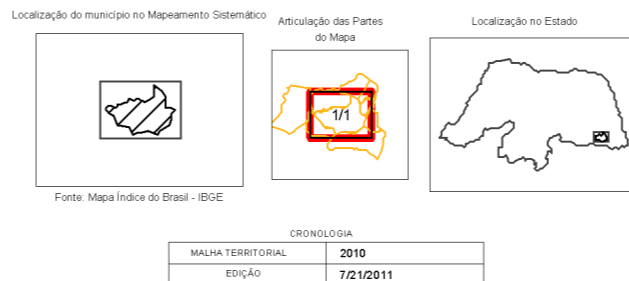 Localização do município no Mapeamento Sistemático
Articulação das Partes
do Mapa
Localização no Estado
1/1
Fonte: Mapa Índice do Brasil - IBGE
CRONOLOGIA
MALHA TERRITORIAL 2010
EDIÇÃO 7/21/2011